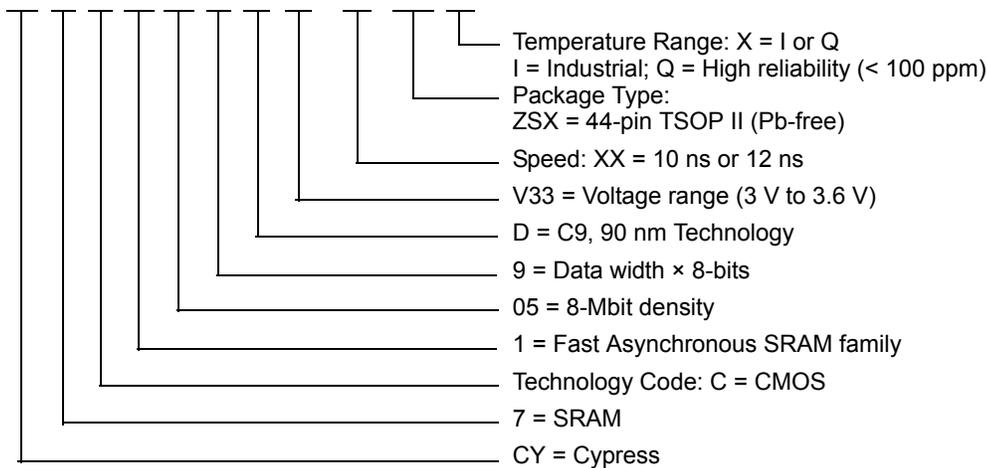 Temperature Range: X = I or Q
I = Industrial; Q = High reliability (< 100 ppm)
Package Type:
ZSX = 44-pin TSOP II (Pb-free)
Speed: XX = 10 ns or 12 ns
V33 = Voltage range (3 V to 3.6 V)
D = C9, 90 nm Technology
9 = Data width × 8-bits
05 = 8-Mbit density
1 = Fast Asynchronous SRAM family
Technology Code: C = CMOS
7 = SRAM
CY = Cypress